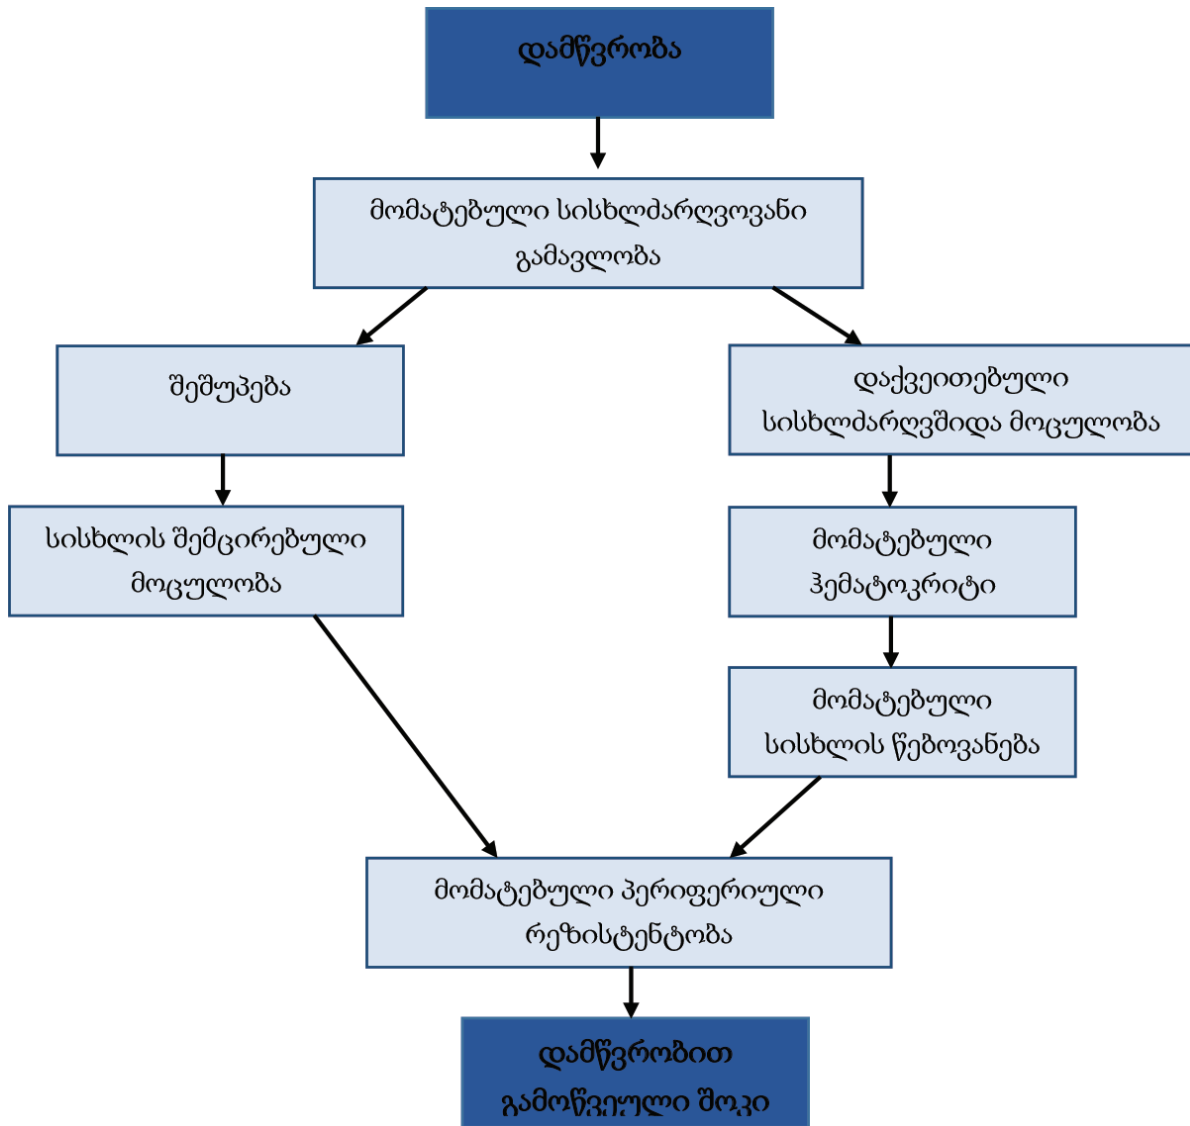 დამწვრობა
მომატებული სისხლძარღვოვანი
გამავლობა
შეშუპება
სისხლის შემცირებული
მოცულობა
დაქვეითებული
სისხლძარღვშიდა მოცულობა
მომატებული
ჰემატოკრიტი
მომატებული
სისხლის წებოვანება
მომატებული პერიფერიული
რეზისტენტობა
დამწვრობით
გამოწვეული შოკი